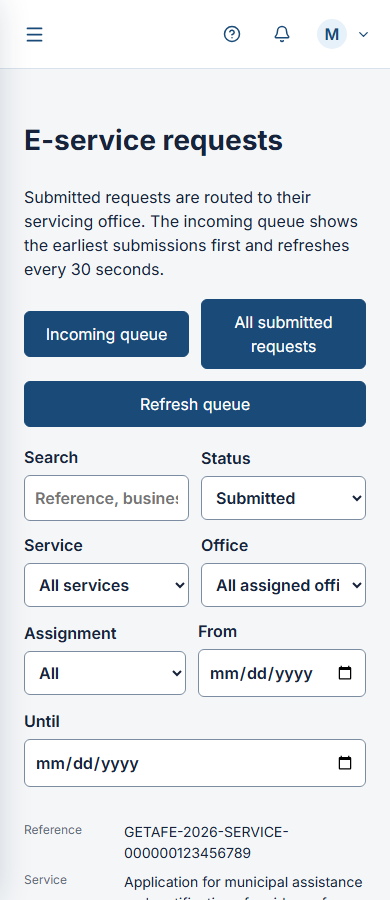 M
E-service requests
Submitted requests are routed to their
servicing office. The incoming queue shows
the earliest submissions first and refreshes
every 30 seconds.
Incoming queue
All submitted
requests
Refresh queue
Search
Status
Reference, busines
Submitted
Service
Office
All services
All assigned offi
Assignment
From
All
mm/dd/yyyy
Until
mm/dd/yyyy
Reference
GETAFE-2026-SERVICE-
000000123456789
Service
Application for municipal assistance